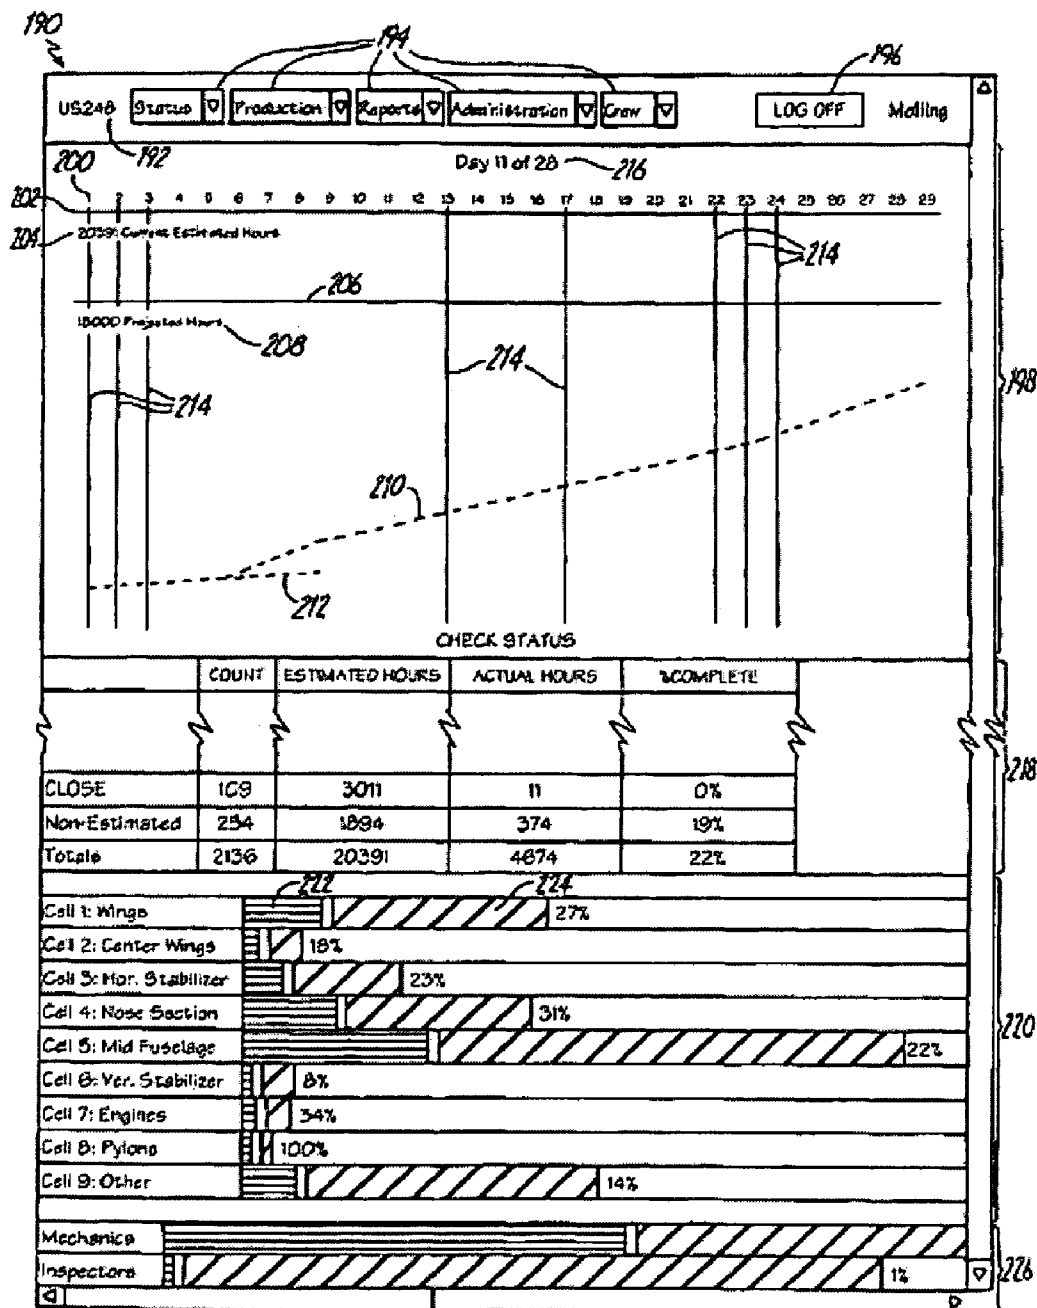 190
194
196
US248 Status Production Reports Administration Crew LOG OFF
192
200
Day 11 of 28 216
202
1 2 3 4 5 6 7 8 9 10 11 12 13 14 15 16 17 18 19 20 21 22 23 24 25 26 27 28 29
204
20391 Current Estimated Hours
214
206
18000 Projected Hours
208
214
198
214
210
212
CHECK STATUS
COUNT ESTIMATED HOURS ACTUAL HOURS %COMPLETE
218
CLOSE 109 3011 11 0%
Non-Estimated 254 1894 374 19%
Totals 2136 20391 4674 22%
222 224
Cell 1: Wings 27%
Cell 2: Center Wings 18%
Cell 3: Hor. Stabilizer 23%
Cell 4: Nose Section 31%
220
Cell 5: Mid Fuselage 22%
Cell 6: Ver. Stabilizer 8%
Cell 7: Engines 34%
Cell 8: Pylons 100%
Cell 9: Other 14%
Mechanics
Inspectors 1%
226